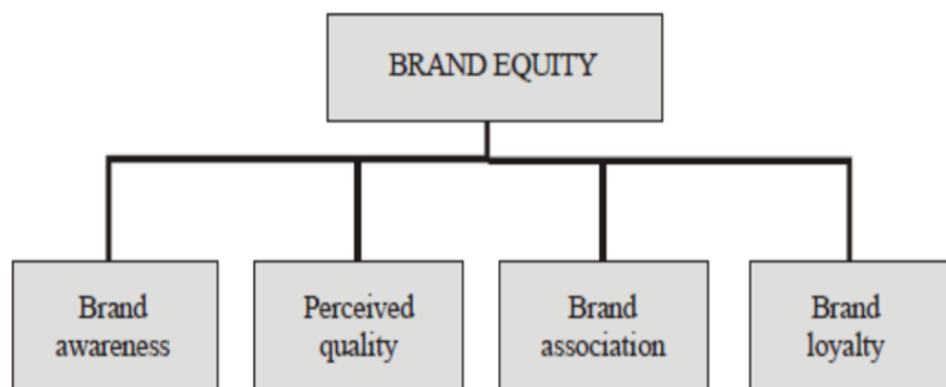 BRAND EQUITY
Brand
awareness
Perceived
quality
Brand
association
Brand
loyalty